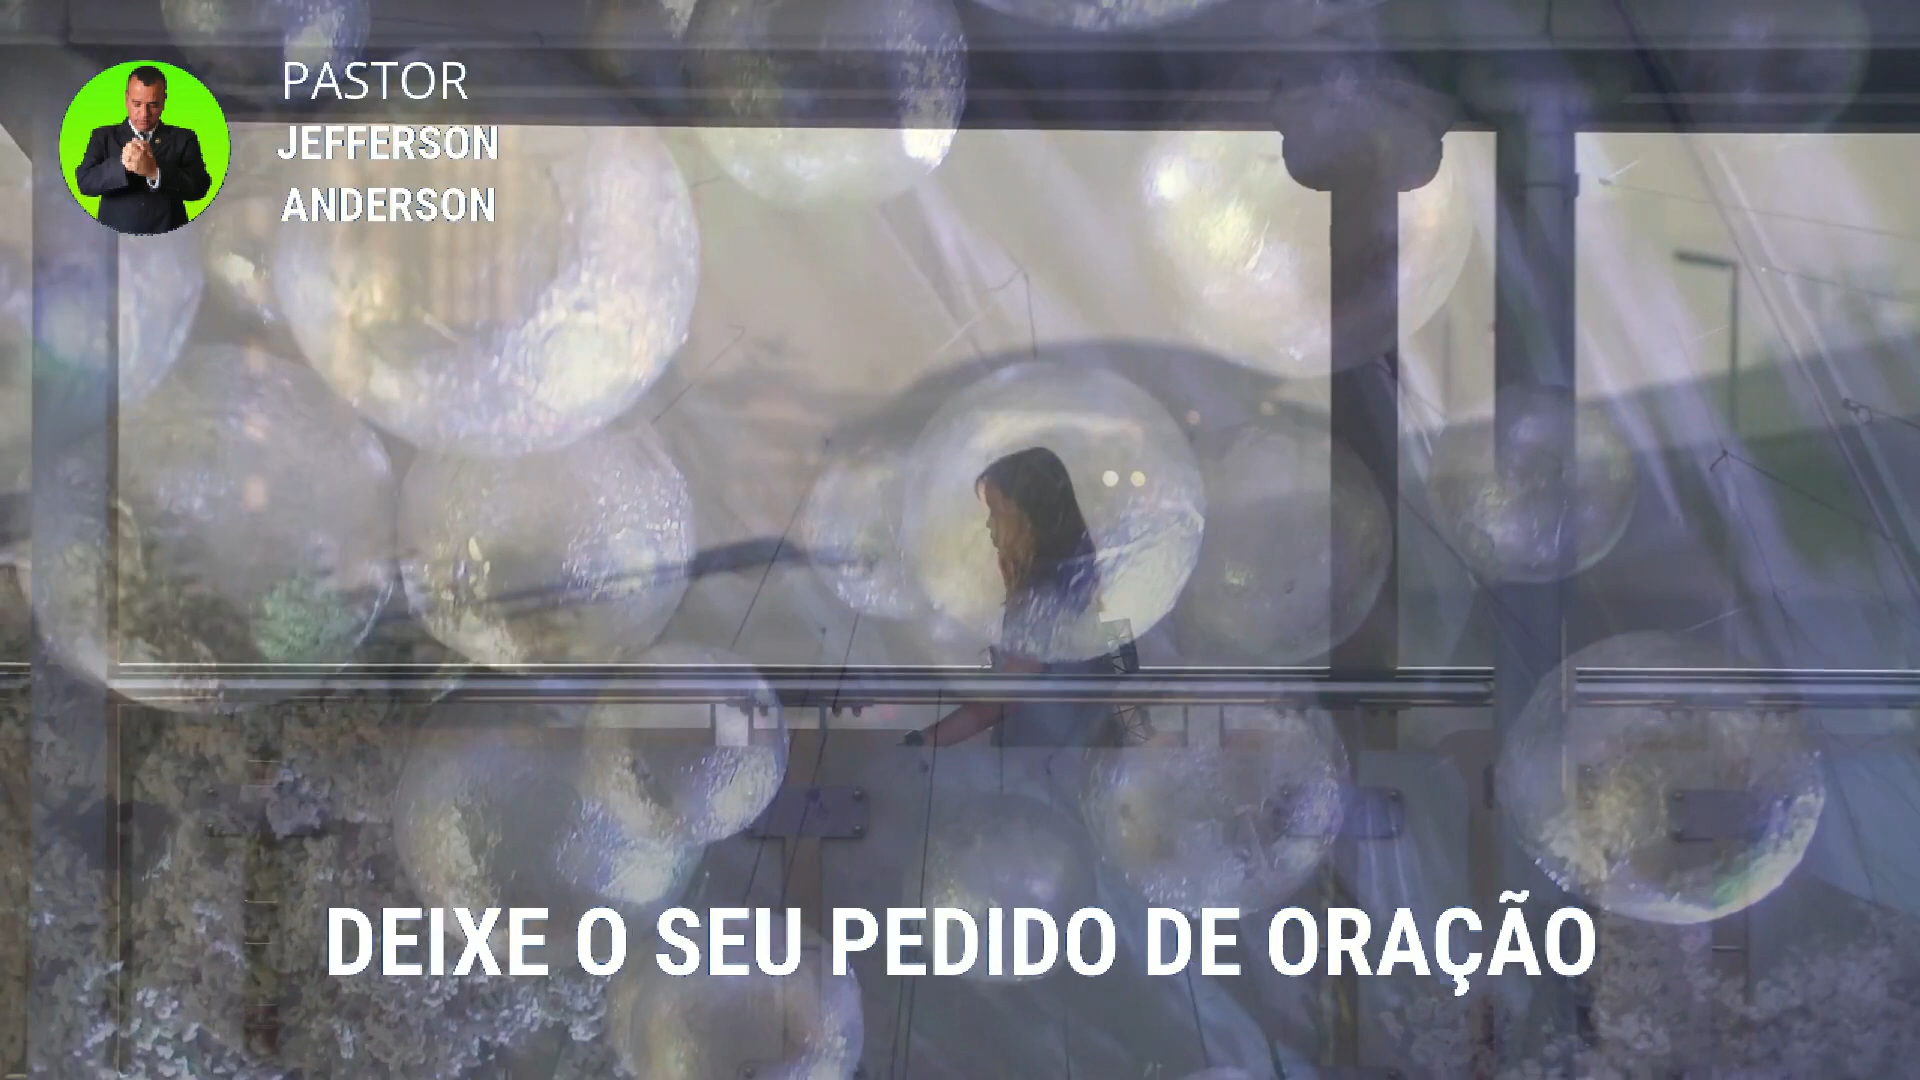 PASTOR
JEFFERSON
ANDERSON
DEIXE O SEU PEDIDO DE ORAÇÃO